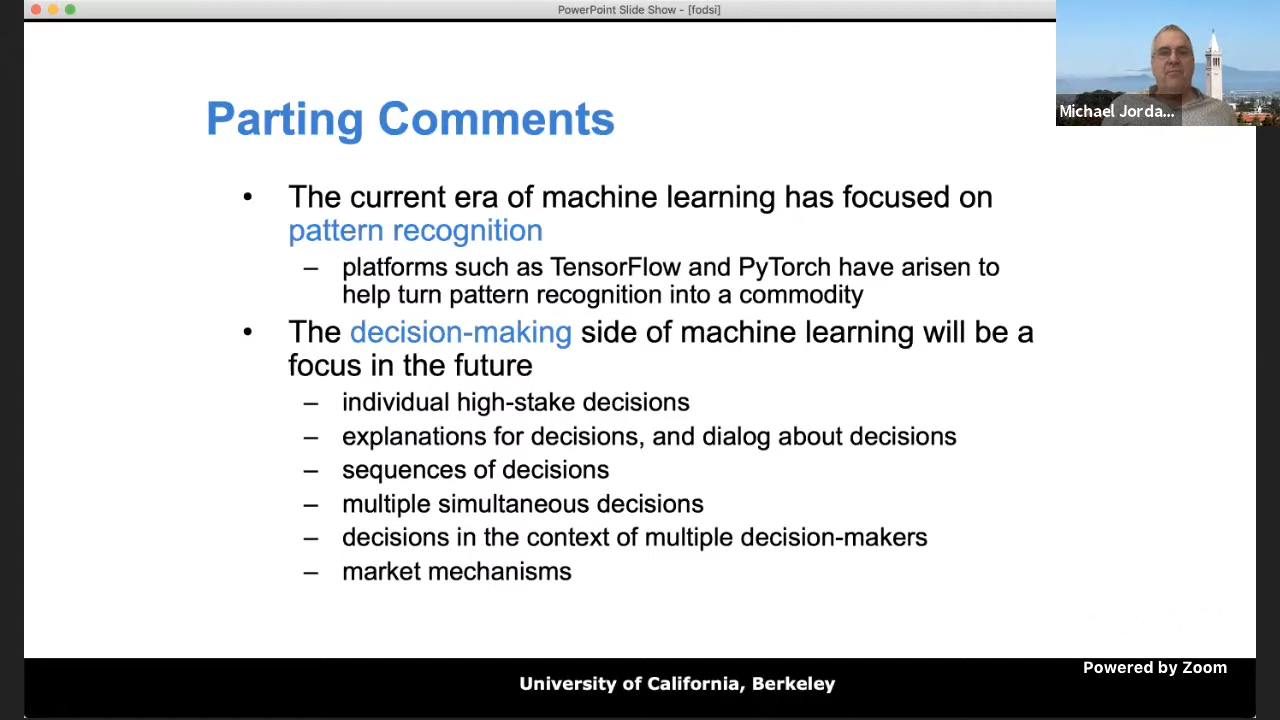 PowerPoint Slide Show - [fodsi]
Michael Jorda...
Parting Comments
• The current era of machine learning has focused on
pattern recognition
– platforms such as TensorFlow and PyTorch have arisen to
help turn pattern recognition into a commodity
• The decision-making side of machine learning will be a
focus in the future
– individual high-stake decisions
– explanations for decisions, and dialog about decisions
– sequences of decisions
– multiple simultaneous decisions
– decisions in the context of multiple decision-makers
– market mechanisms
Powered by Zoom
University of California, Berkeley